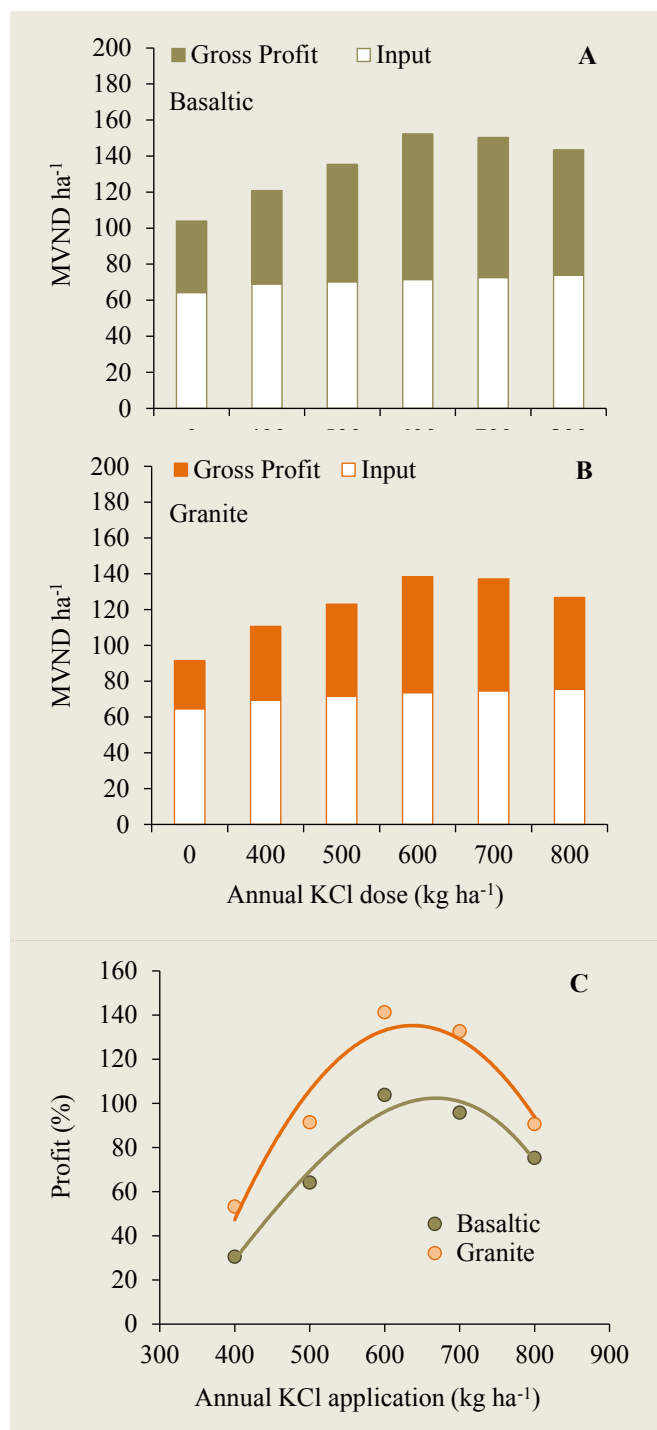 200
180
160
140
120
100
80
60
40
20
0
MVND ha⁻¹
Gross Profit Input A
Basaltic
200
180
160
140
120
100
80
60
40
20
0
MVND ha⁻¹
Gross Profit Input B
Granite
0 400 500 600 700 800
Annual KCl dose (kg ha⁻¹)
160
140
120
100
80
60
40
20
0
Profit (%)
C
Basaltic
Granite
300 400 500 600 700 800 900
Annual KCl application (kg ha⁻¹)